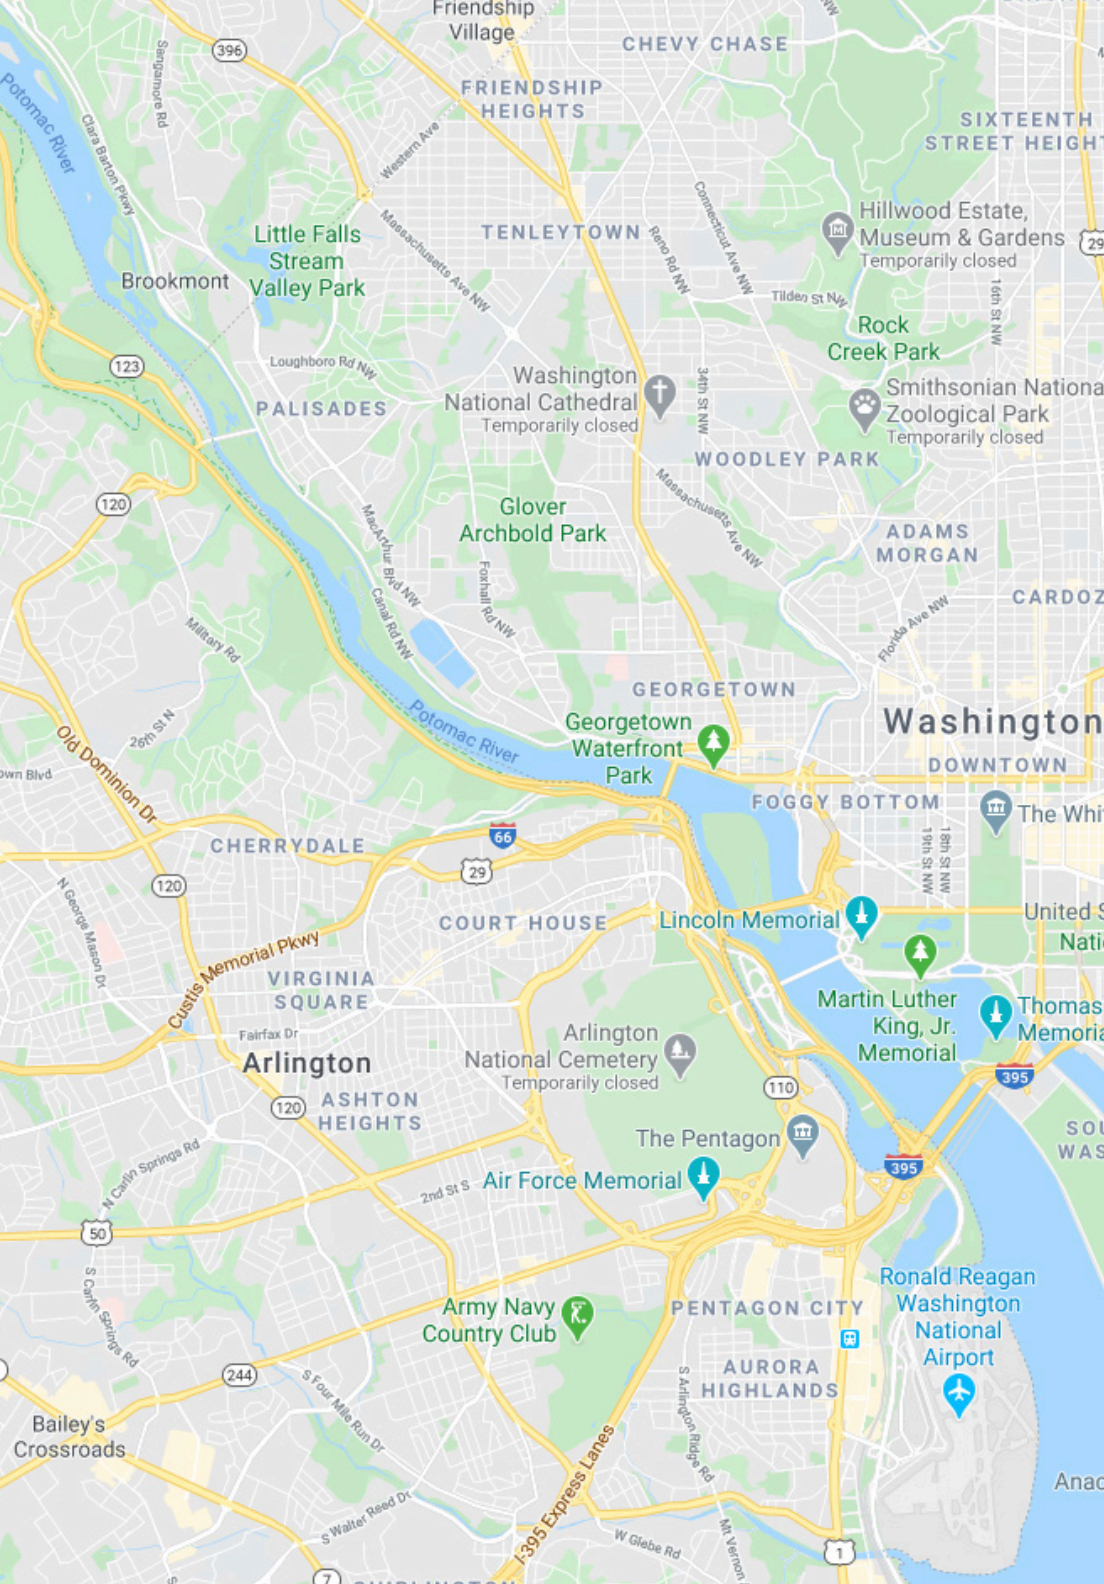 Friendship
Village
NW
CHEVY CHASE
396
Sangamore Rd
FRIENDSHIP
HEIGHTS
Potomac River
Clara Barton Pkwy
Western Ave
SIXTEENTH
STREET HEIGHT
Hillwood Estate,
Museum & Gardens
Temporarily closed
29
Little Falls
Stream
Valley Park
Massachusetts Ave NW
TENLEYTOWN
Reno Rd NW
Connecticut Ave NW
Brookmont
Tilden St NW
16th St NW
Rock
Creek Park
123
Loughboro Rd NW
Washington
National Cathedral
Temporarily closed
34th St NW
Smithsonian Nationa
Zoological Park
Temporarily closed
PALISADES
WOODLEY PARK
120
Glover
Archbold Park
Massachusetts Ave NW
MacArthur Blvd NW
ADAMS
MORGAN
Foxhall Rd NW
Canal Rd NW
CARDOZ
Military Rd
Florida Ave NW
GEORGETOWN
Potomac River
Georgetown
Waterfront
Park
Washington
26th St N
Old Dominion Dr
own Blvd
DOWNTOWN
FOGGY BOTTOM
The Whi
CHERRYDALE
66
29
19th St NW
18th St NW
120
N George Mason Dr
COURT HOUSE
Lincoln Memorial
United S
Nati
Custis Memorial Pkwy
VIRGINIA
SQUARE
Martin Luther
King, Jr.
Memorial
Thomas
Memoria
Fairfax Dr
Arlington
Arlington
National Cemetery
Temporarily closed
395
110
120
ASHTON
HEIGHTS
The Pentagon
SOU
WAS
N Carlin Springs Rd
395
Air Force Memorial
2nd St S
50
Ronald Reagan
Washington
National
Airport
S Carlin Springs Rd
Army Navy
Country Club
PENTAGON CITY
244
S Four Mile Run Dr
S Arlington Ridge Rd
AURORA
HIGHLANDS
Bailey's
Crossroads
Anac
I-395 Express Lanes
S Walter Reed Dr
W Glebe Rd
Mt Vernon
1
7